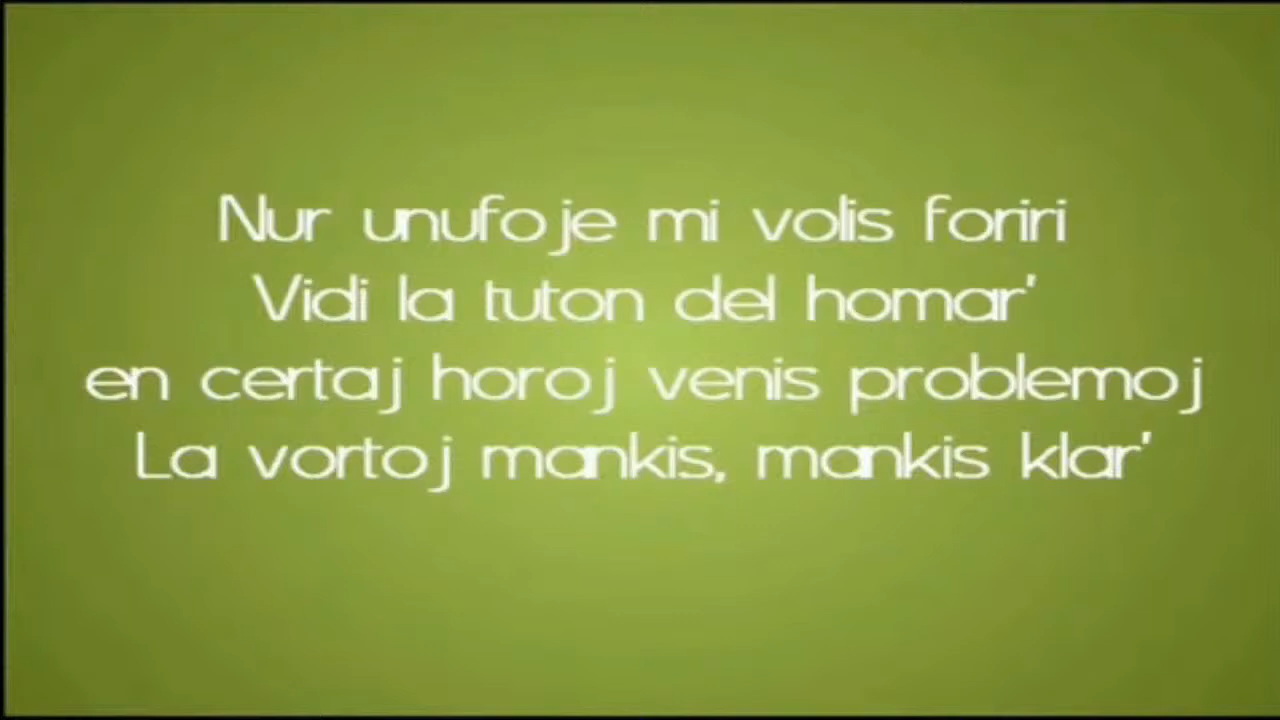 Nur unufoje mi volis foriri
Vidi la tuton del homar'
en certaj horoj venis problemoj
La vortoj mankis, mankis klar'